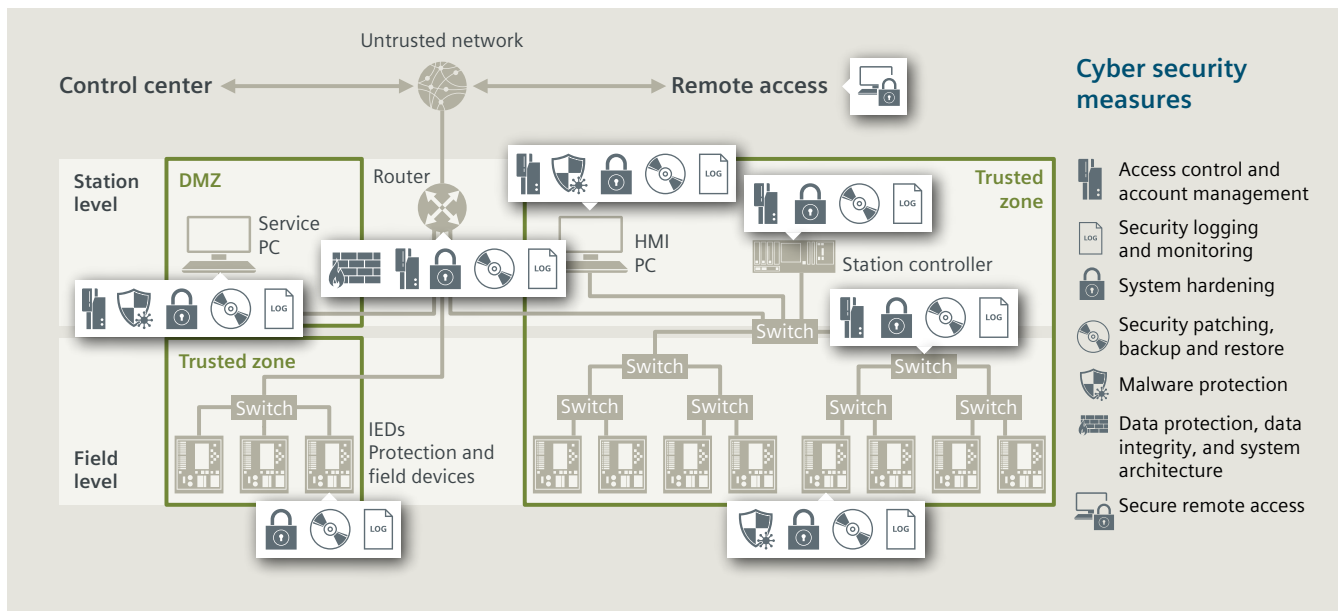 Untrusted network
Control center
Remote access
Cyber security
measures
Station
level
DMZ
Service
PC
Router
LOG
HMI
PC
LOG
Station controller
Trusted
zone
LOG
LOG
LOG
Switch
LOG
Trusted zone
Switch
Switch
Switch
Switch
Switch
Switch
Switch
Field
level
IEDs
Protection and
field devices
LOG
LOG
Access control and
account management
LOG
Security logging
and monitoring
System hardening
Security patching,
backup and restore
Malware protection
Data protection, data
integrity, and system
architecture
Secure remote access